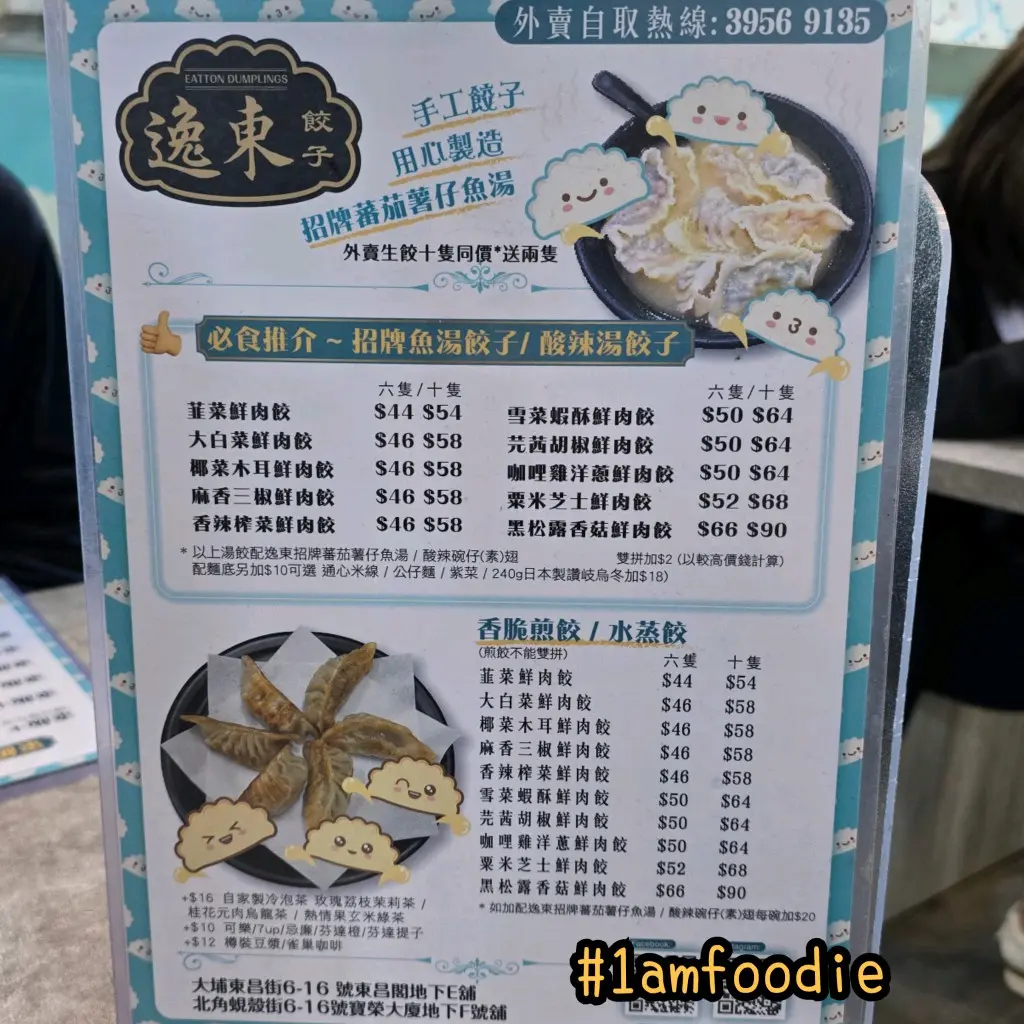 外賣自取熱線: 3956 9135
EATTON DUMPLINGS
逸東 餃子
手工餃子
用心製造
招牌蕃茄薯仔魚湯
外賣生餃十隻同價*送兩隻
必食推介 ~ 招牌魚湯餃子/ 酸辣湯餃子
六隻/十隻
韮菜鮮肉餃 $44 $54
大白菜鮮肉餃 $46 $58
椰菜木耳鮮肉餃 $46 $58
麻香三椒鮮肉餃 $46 $58
香辣榨菜鮮肉餃 $46 $58
六隻/十隻
雪菜蝦酥鮮肉餃 $50 $64
芫茜胡椒鮮肉餃 $50 $64
咖哩雞洋蔥鮮肉餃 $50 $64
粟米芝士鮮肉餃 $52 $68
黑松露香菇鮮肉餃 $66 $90
* 以上湯餃配逸東招牌蕃茄薯仔魚湯 / 酸辣碗仔(素)翅 雙拼加$2 (以較高價錢計算)
配麵底另加$10可選 通心米線 / 公仔麵 / 紫菜 / 240g日本製讚岐烏冬加$18)
香脆煎餃 / 水蒸餃
(煎餃不能雙拼) 六隻 十隻
韮菜鮮肉餃 $44 $54
大白菜鮮肉餃 $46 $58
椰菜木耳鮮肉餃 $46 $58
麻香三椒鮮肉餃 $46 $58
香辣榨菜鮮肉餃 $46 $58
雪菜蝦酥鮮肉餃 $50 $64
芫茜胡椒鮮肉餃 $50 $64
咖哩雞洋蔥鮮肉餃 $50 $64
粟米芝士鮮肉餃 $52 $68
黑松露香菇鮮肉餃 $66 $90
* 如加配逸東招牌蕃茄薯仔魚湯 / 酸辣碗仔(素)翅每碗加$20
+$16 自家製冷泡茶 玫瑰荔枝茉莉茶 /
桂花元肉烏龍茶 / 熱情果玄米綠茶
+$10 可樂/7up/忌廉/芬達橙/芬達提子
+$12 樽裝豆漿/雀巢咖啡
Facebook
大埔東昌街6-16 號東昌閣地下E舖
北角蜆殼街6-16號寶榮大廈地下F號舖
#1amfoodie